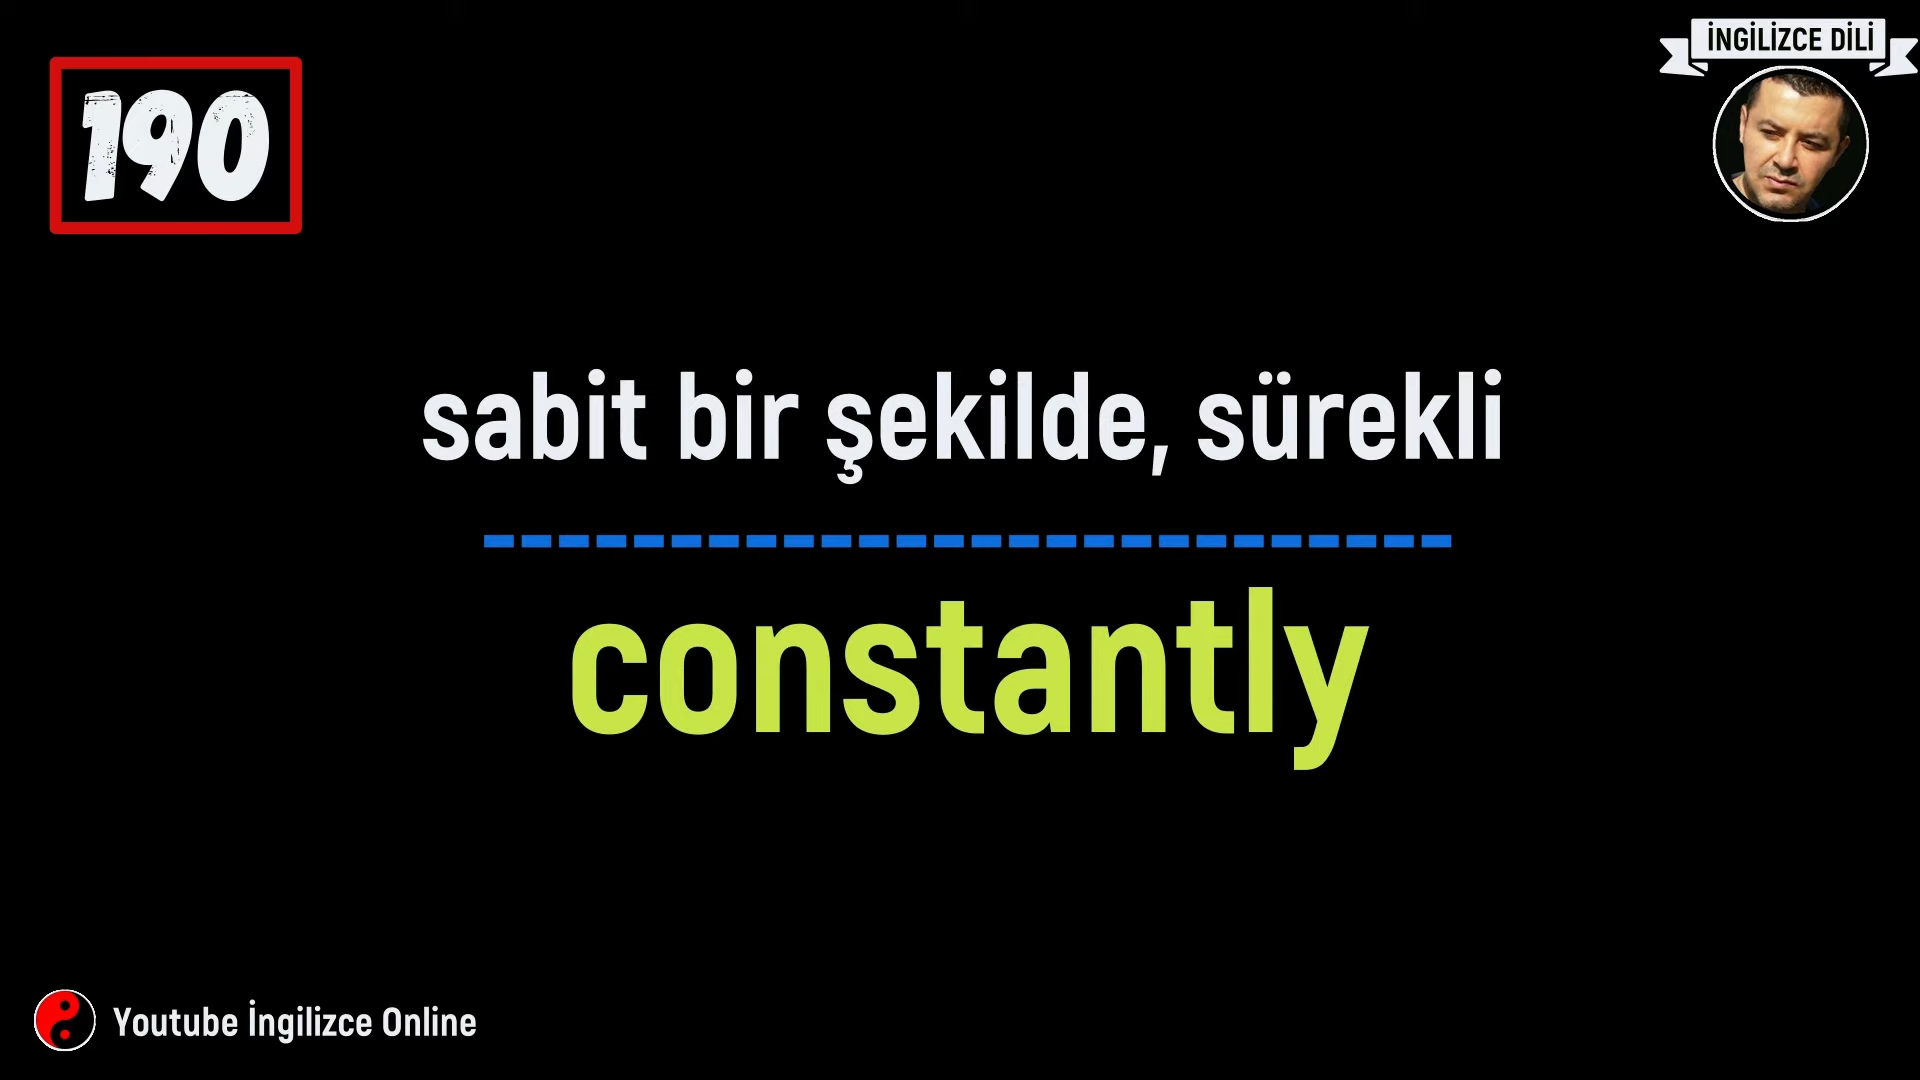 190
İNGİLİZCE DİLİ
sabit bir şekilde, sürekli
constantly
Youtube İngilizce Online